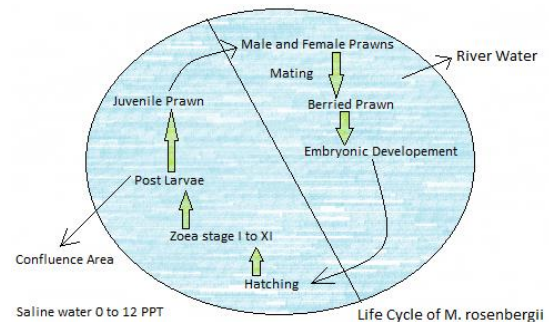 Male and Female Prawns
River Water
Mating
Juvenile Prawn
Berried Prawn
Embryonic Developement
Post Larvae
Zoea stage I to XI
Confluence Area
Hatching
Saline water 0 to 12 PPT
Life Cycle of M. rosenbergii